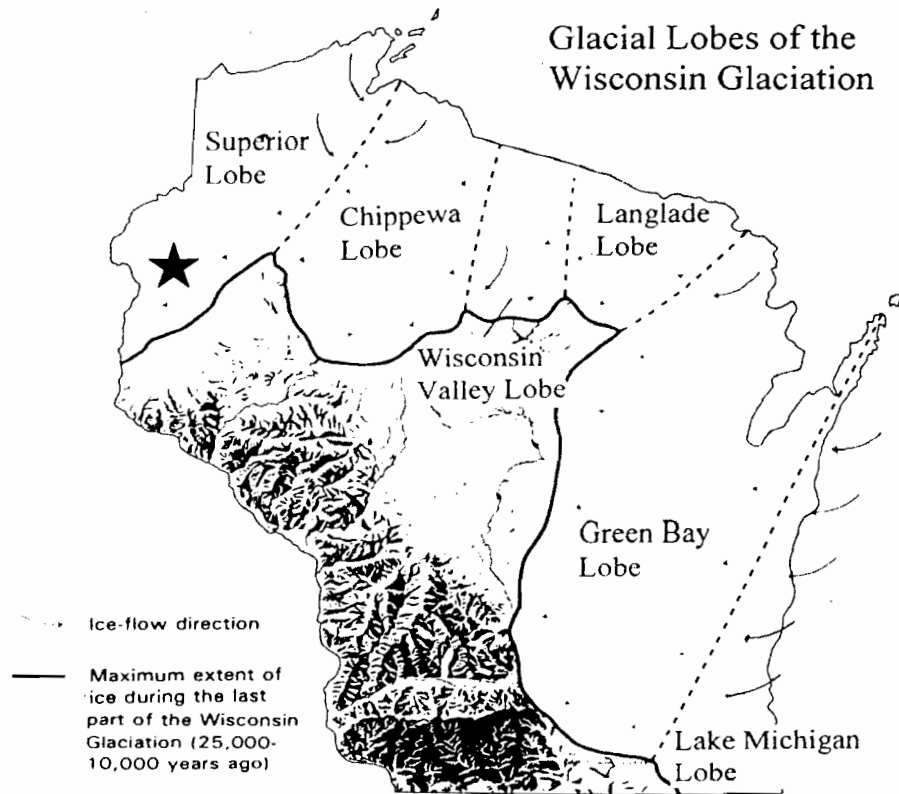 Glacial Lobes of the
Wisconsin Glaciation
Superior
Lobe
Chippewa
Lobe
Langlade
Lobe
Wisconsin
Valley Lobe
Green Bay
Lobe
Ice-flow direction
Maximum extent of
ice during the last
part of the Wisconsin
Glaciation (25,000-
10,000 years ago)
Lake Michigan
Lobe